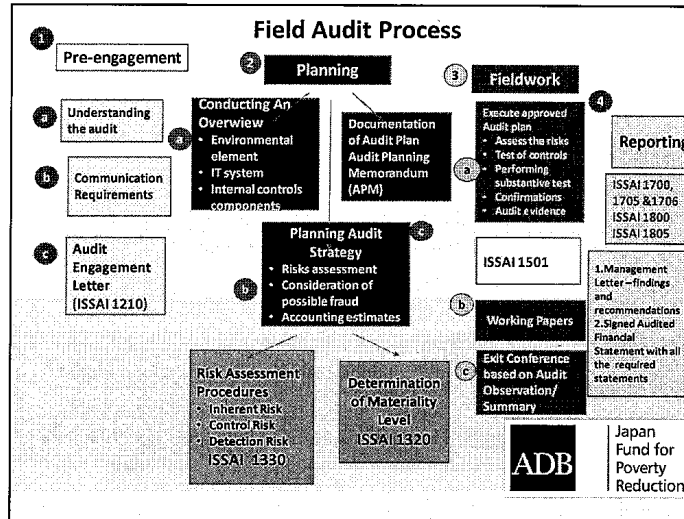 Field Audit Process
1
Pre-engagement
a
Understanding
the audit
b
Communication
Requirements
c
Audit
Engagement
Letter
(ISSAI 1210)
2
Planning
a
Conducting An
Overwiew
• Environmental
element
• IT system
• Internal controls
components
Documentation
of Audit Plan
Audit Planning
Memorandum
(APM)
c
b
Planning Audit
Strategy
• Risks assessment
• Consideration of
possible fraud
• Accounting estimates
Risk Assessment
Procedures
• Inherent Risk
• Control Risk
• Detection Risk
ISSAI 1330
Determination
of Materiality
Level
ISSAI 1320
3
Fieldwork
a
Execute approved
Audit plan
• Assess the risks
• Test of controls
• Performing
substantive test
• Confirmations
• Audit evidence
ISSAI 1501
b
Working Papers
c
Exit Conference
based on Audit
Observation/
Summary
4
Reporting
ISSAI 1700,
1705 &1706
ISSAI 1800
ISSAI 1805
1.Management
Letter – findings
and
recommendations
2.Signed Audited
Financial
Statement with all
the required
statements
ADB
Japan
Fund for
Poverty
Reduction